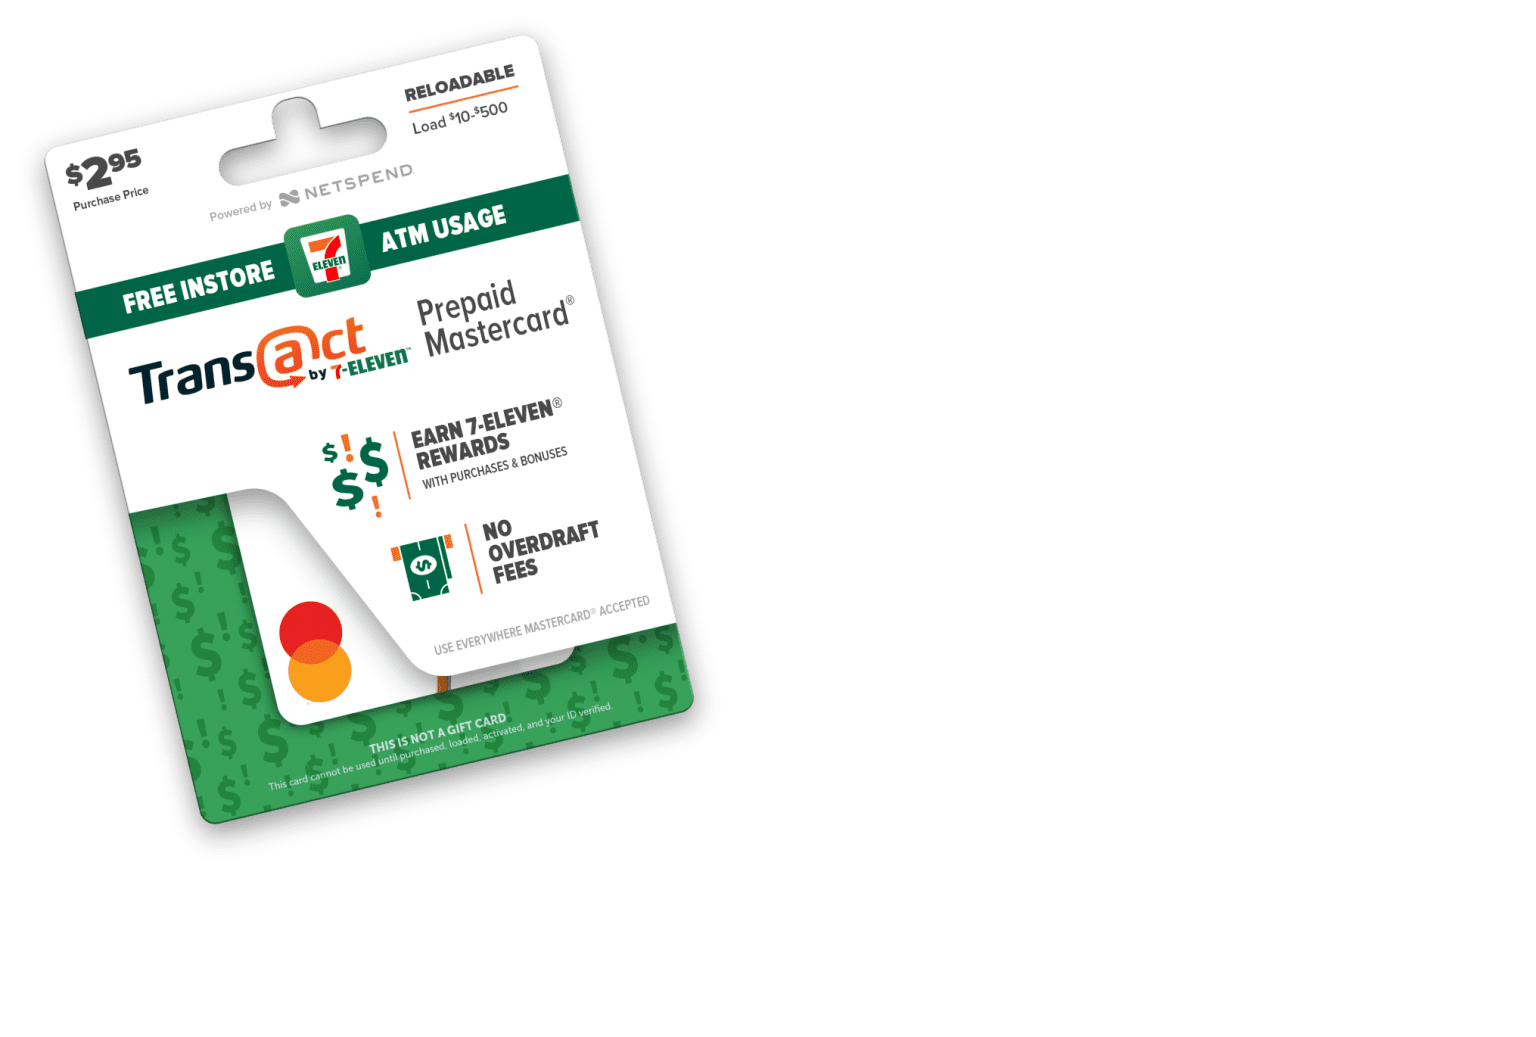 RELOADABLE
Load $10-$500
$2.95
Purchase Price
Powered by NETSPEND
FREE INSTORE
7
ELEVEN
ATM USAGE
Trans@ct
by 7-ELEVEN™
Prepaid
Mastercard®
$!$$!
EARN 7-ELEVEN®
REWARDS
WITH PURCHASES & BONUSES
$
NO
OVERDRAFT
FEES
USE EVERYWHERE MASTERCARD® ACCEPTED
THIS IS NOT A GIFT CARD
This card cannot be used until purchased, loaded, activated, and your ID verified.